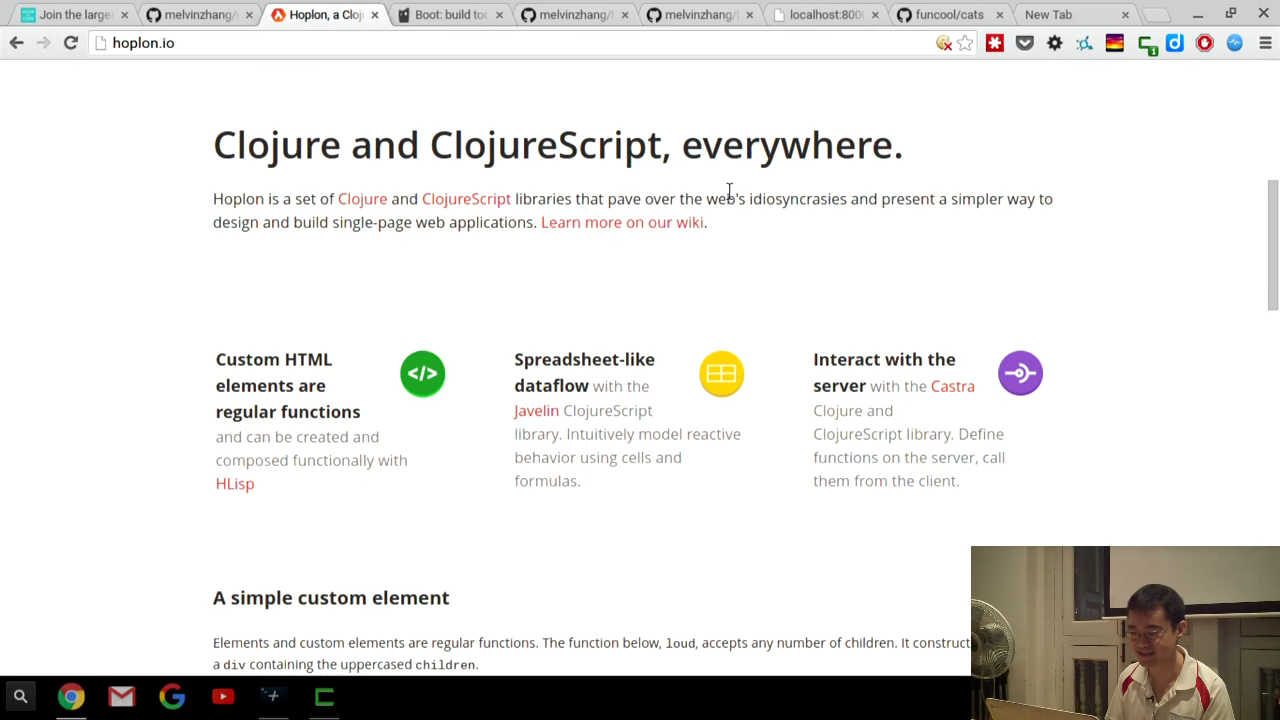 Join the larger
melvinzhang/
Hoplon, a Cloj
Boot: build too
melvinzhang/
melvinzhang/
localhost:800
funcool/cats
New Tab
hoplon.io
Clojure and ClojureScript, everywhere.
Hoplon is a set of Clojure and ClojureScript libraries that pave over the web's idiosyncrasies and present a simpler way to
design and build single-page web applications. Learn more on our wiki.
Custom HTML
elements are
regular functions
and can be created and
composed functionally with
HLisp
Spreadsheet-like
dataflow with the
Javelin ClojureScript
library. Intuitively model reactive
behavior using cells and
formulas.
Interact with the
server with the Castra
Clojure and
ClojureScript library. Define
functions on the server, call
them from the client.
A simple custom element
Elements and custom elements are regular functions. The function below, loud, accepts any number of children. It construct
a div containing the uppercased children.